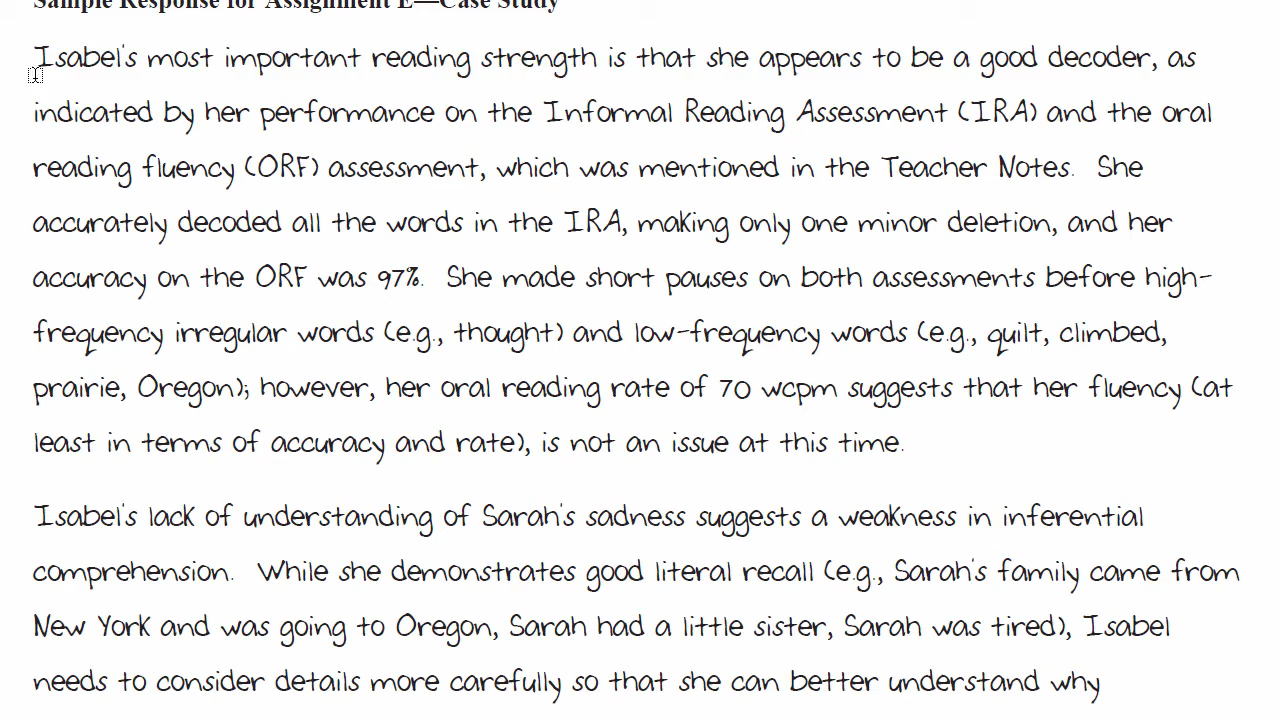 Sample Response for Assignment E—Case Study
Isabel's most important reading strength is that she appears to be a good decoder, as
indicated by her performance on the Informal Reading Assessment (IRA) and the oral
reading fluency (ORF) assessment, which was mentioned in the Teacher Notes.  She
accurately decoded all the words in the IRA, making only one minor deletion, and her
accuracy on the ORF was 97%.  She made short pauses on both assessments before high-
frequency irregular words (e.g., thought) and low-frequency words (e.g., quilt, climbed,
prairie, Oregon); however, her oral reading rate of 70 wcpm suggests that her fluency (at
least in terms of accuracy and rate), is not an issue at this time.
Isabel's lack of understanding of Sarah's sadness suggests a weakness in inferential
comprehension.  While she demonstrates good literal recall (e.g., Sarah's family came from
New York and was going to Oregon, Sarah had a little sister, Sarah was tired), Isabel
needs to consider details more carefully so that she can better understand why